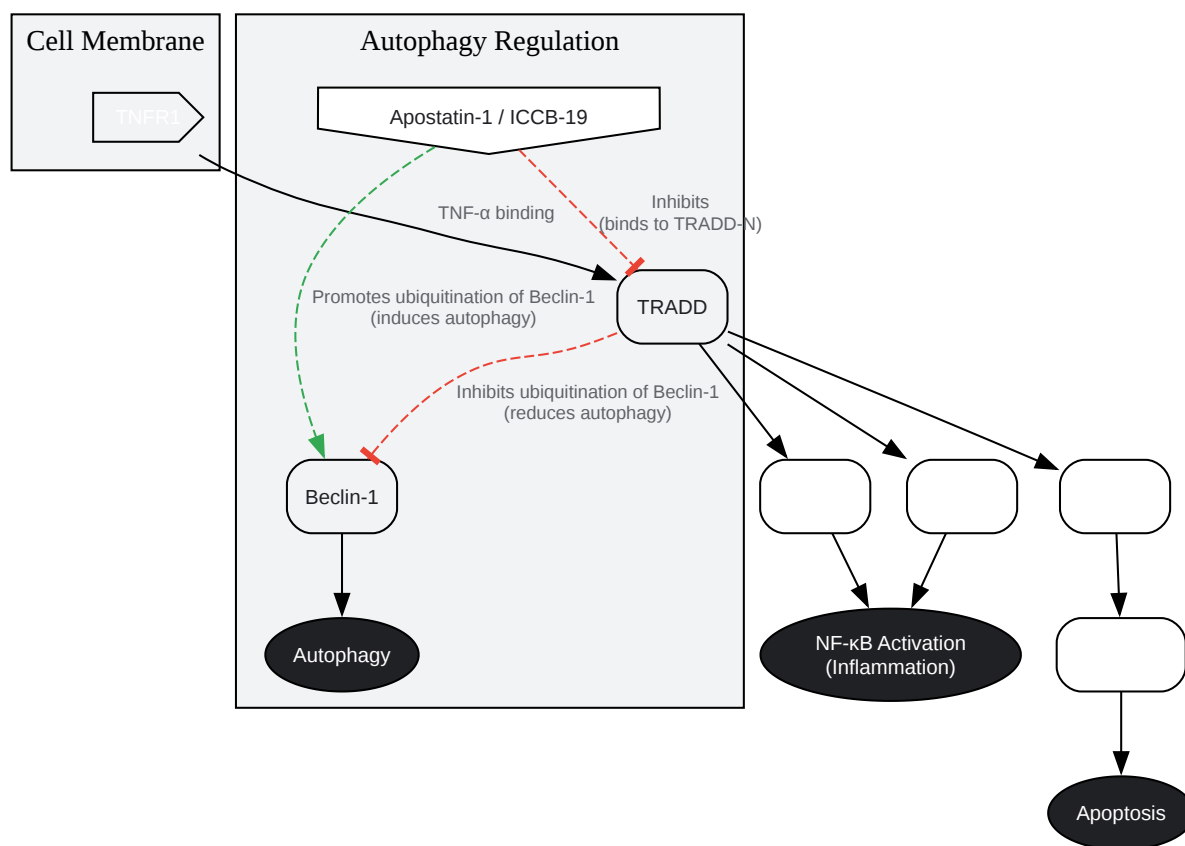 Cell Membrane
Autophagy Regulation
TNFR1
Apostatin-1 / ICCB-19
TNF-α binding
Inhibits
(binds to TRADD-N)
Promotes ubiquitination of Beclin-1
(induces autophagy)
TRADD
Inhibits ubiquitination of Beclin-1
(reduces autophagy)
Beclin-1
Autophagy
NF-κB Activation
(Inflammation)
Apoptosis